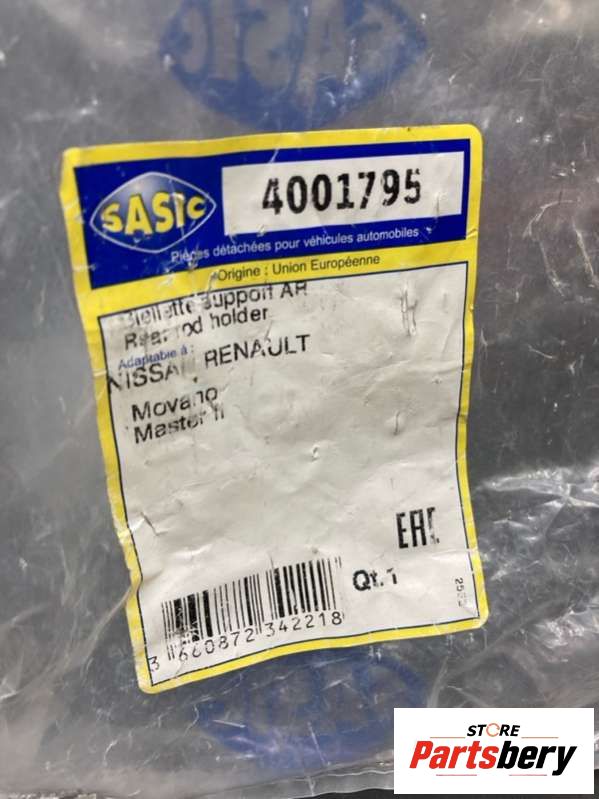 SASIC
SASIC
4001795
Pièces détachées pour véhicules automobiles
Origine : Union Européenne
Biellette support AR
Rear rod holder
Adaptable à :
NISSAN, RENAULT
Movano
Master II
EAC
Qt.1
3 660872 342218
STORE
Partsbery